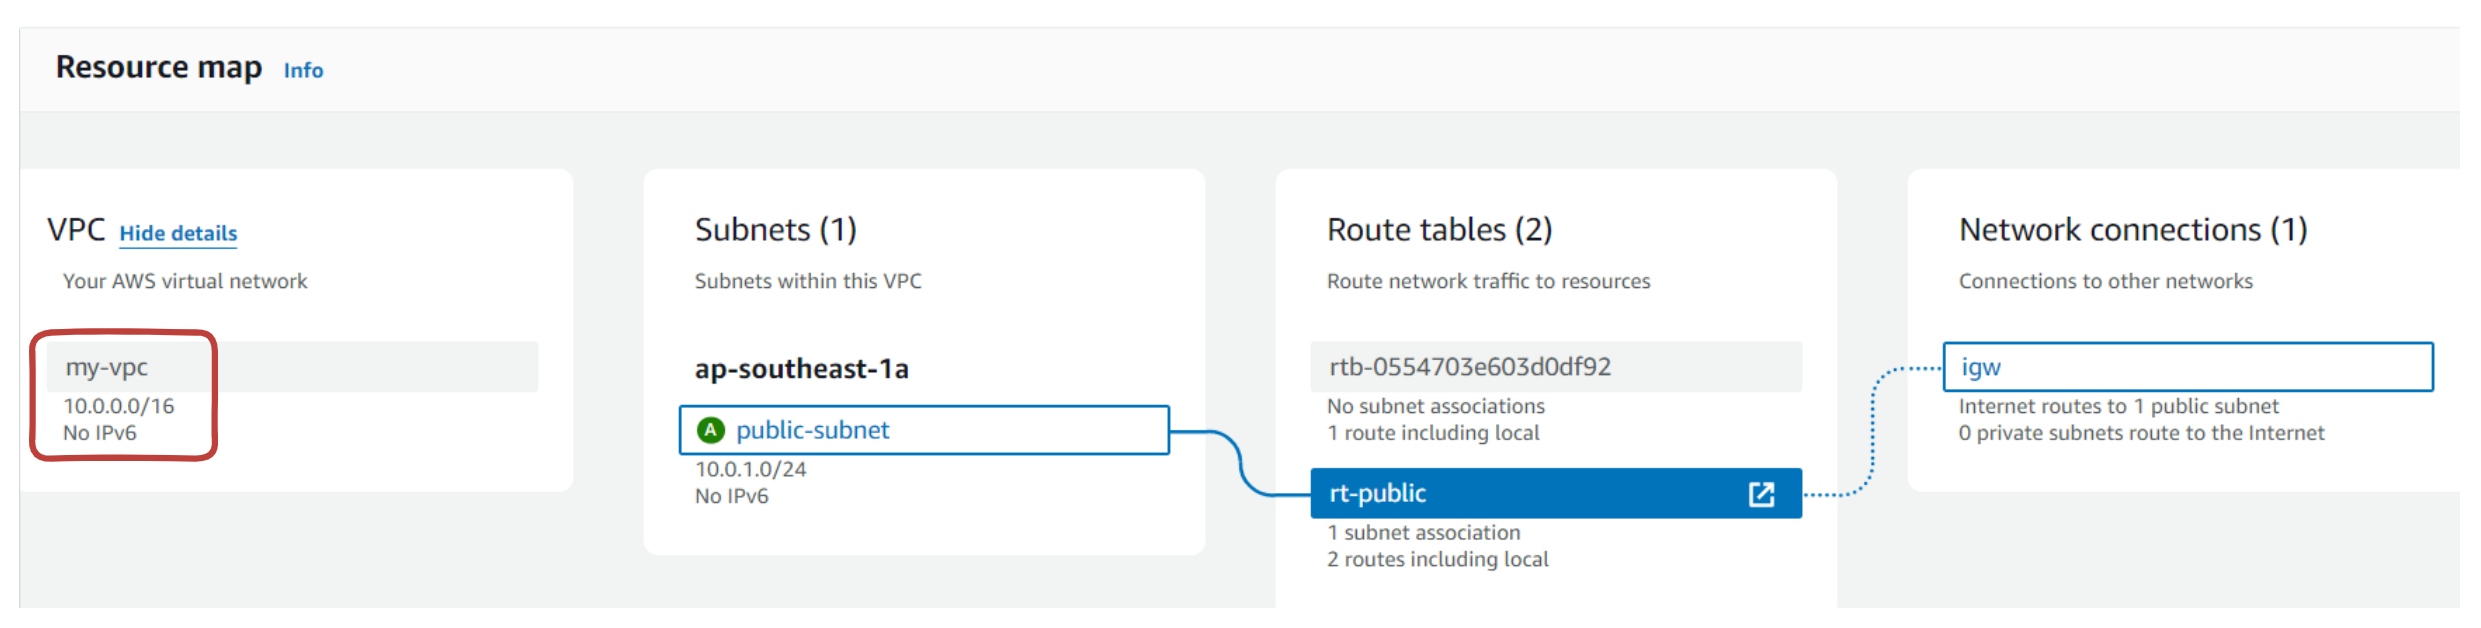 Resource map Info
VPC Hide details
Your AWS virtual network
my-vpc
10.0.0.0/16
No IPv6
Subnets (1)
Subnets within this VPC
ap-southeast-1a
A public-subnet
10.0.1.0/24
No IPv6
Route tables (2)
Route network traffic to resources
rtb-0554703e603d0df92
No subnet associations
1 route including local
rt-public
1 subnet association
2 routes including local
Network connections (1)
Connections to other networks
igw
Internet routes to 1 public subnet
0 private subnets route to the Internet